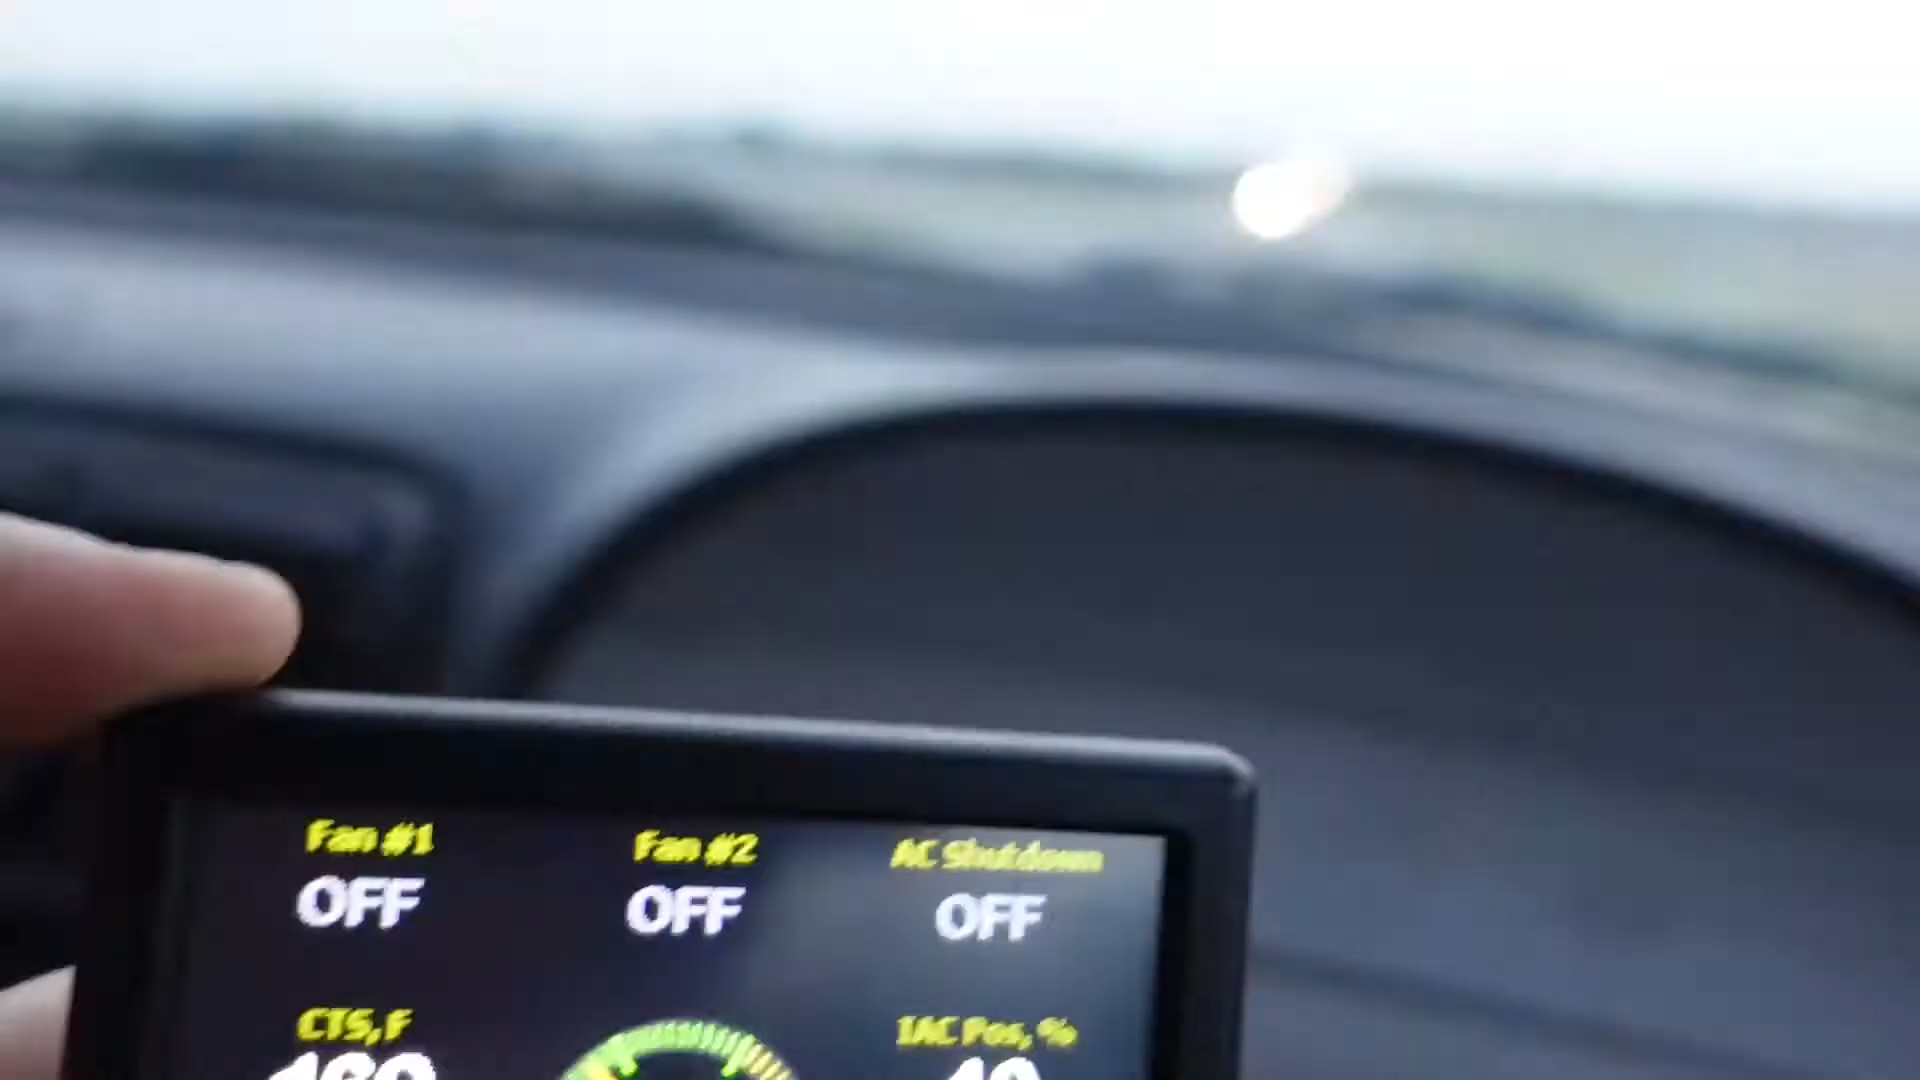 Fan #1 Fan #2 AC Shutdown
OFF OFF OFF
CTS,F IAC Pos, %